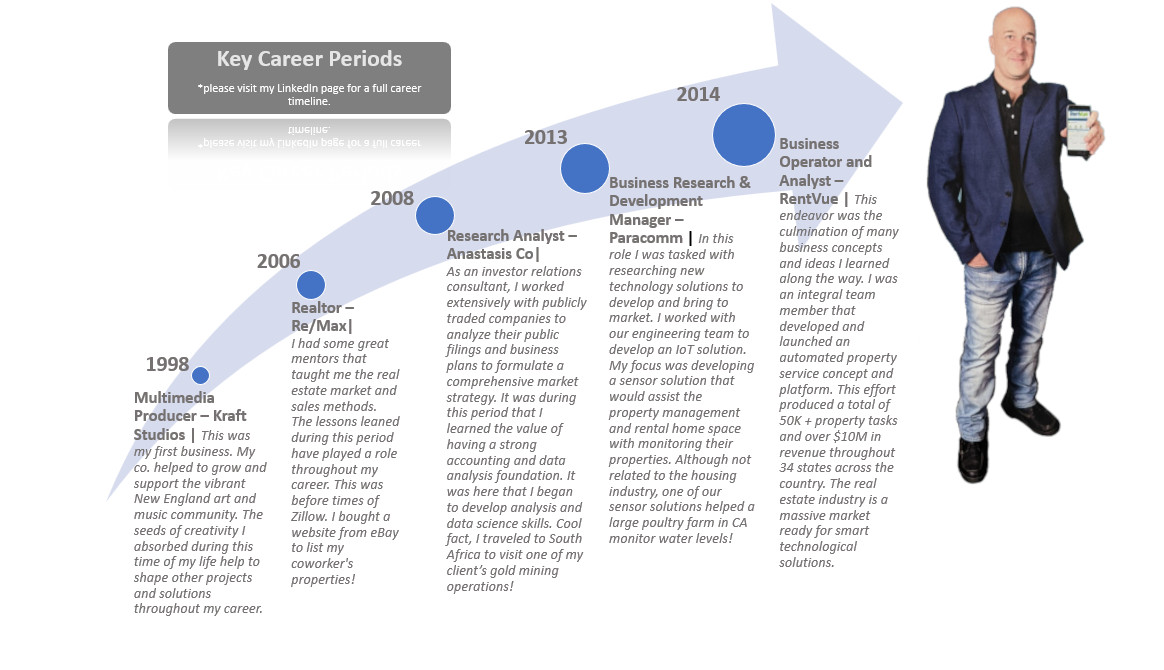 Key Career Periods
*please visit my LinkedIn page for a full career
timeline.
1998
Multimedia
Producer – Kraft
Studios | This was
my first business. My
co. helped to grow and
support the vibrant
New England art and
music community. The
seeds of creativity I
absorbed during this
time of my life help to
shape other projects
and solutions
throughout my career.
2006
Realtor –
Re/Max|
I had some great
mentors that
taught me the real
estate market and
sales methods.
The lessons leaned
during this period
have played a role
throughout my
career. This was
before times of
Zillow. I bought a
website from eBay
to list my
coworker's
properties!
2008
Research Analyst –
Anastasis Co|
As an investor relations
consultant, I worked
extensively with publicly
traded companies to
analyze their public
filings and business
plans to formulate a
comprehensive market
strategy. It was during
this period that I
learned the value of
having a strong
accounting and data
analysis foundation. It
was here that I began
to develop analysis and
data science skills. Cool
fact, I traveled to South
Africa to visit one of my
client’s gold mining
operations!
2013
Business Research &
Development
Manager –
Paracomm | In this
role I was tasked with
researching new
technology solutions to
develop and bring to
market. I worked with
our engineering team to
develop an IoT solution.
My focus was developing
a sensor solution that
would assist the
property management
and rental home space
with monitoring their
properties. Although not
related to the housing
industry, one of our
sensor solutions helped a
large poultry farm in CA
monitor water levels!
2014
Business
Operator and
Analyst –
RentVue | This
endeavor was the
culmination of many
business concepts
and ideas I learned
along the way. I was
an integral team
member that
developed and
launched an
automated property
service concept and
platform. This effort
produced a total of
50K + property tasks
and over $10M in
revenue throughout
34 states across the
country. The real
estate industry is a
massive market
ready for smart
technological
solutions.